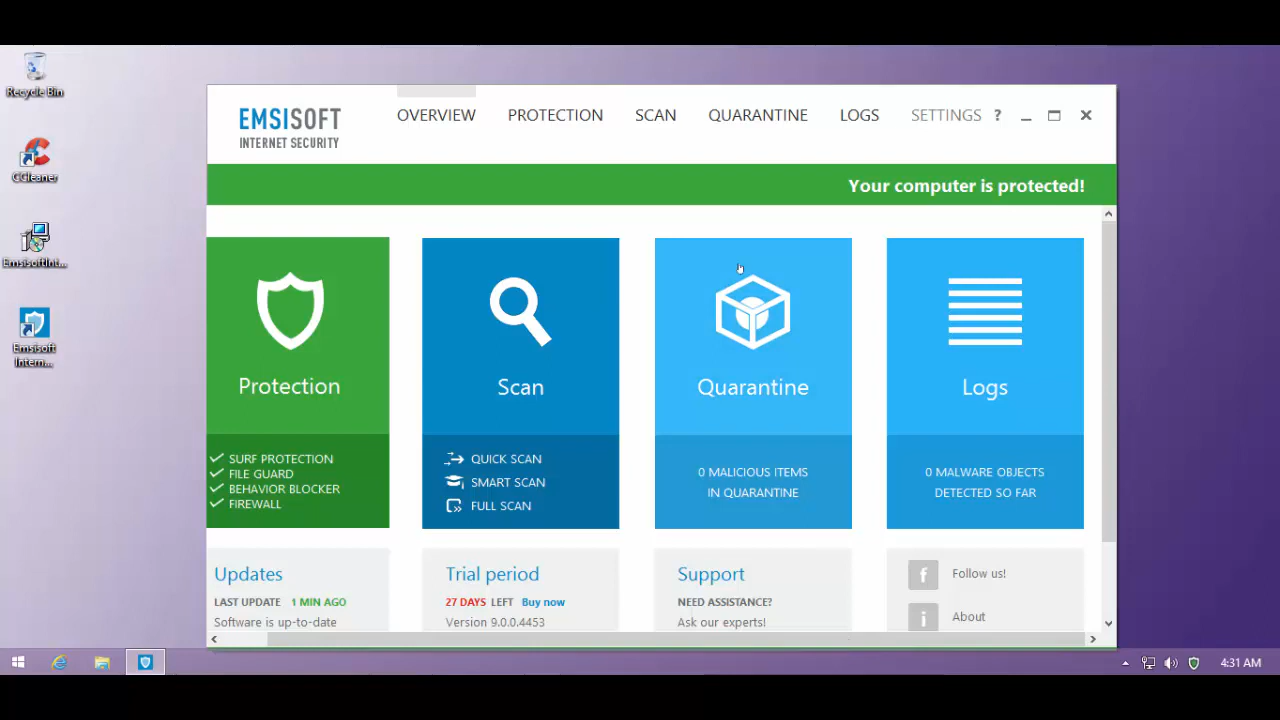 Recycle Bin
CCleaner
EmsisoftInt...
Emsisoft
Intern...
EMSISOFT
INTERNET SECURITY
OVERVIEW PROTECTION SCAN QUARANTINE LOGS SETTINGS ?
Your computer is protected!
Protection
SURF PROTECTION
FILE GUARD
BEHAVIOR BLOCKER
FIREWALL
Scan
QUICK SCAN
SMART SCAN
FULL SCAN
Quarantine
0 MALICIOUS ITEMS
IN QUARANTINE
Logs
0 MALWARE OBJECTS
DETECTED SO FAR
Updates
LAST UPDATE 1 MIN AGO
Software is up-to-date
Trial period
27 DAYS LEFT Buy now
Version 9.0.0.4453
Support
NEED ASSISTANCE?
Ask our experts!
f Follow us!
i About
4:31 AM